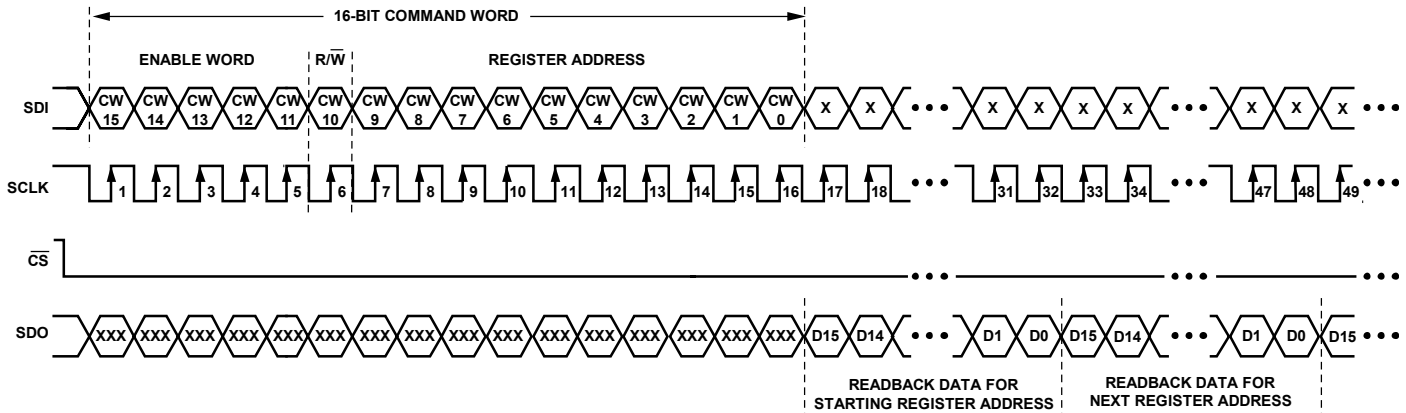 16-BIT COMMAND WORD
ENABLE WORD R/W REGISTER ADDRESS
SDI CW 15 CW 14 CW 13 CW 12 CW 11 CW 10 CW 9 CW 8 CW 7 CW 6 CW 5 CW 4 CW 3 CW 2 CW 1 CW 0 X X ••• X X X X ••• X X X •••
SCLK 1 2 3 4 5 6 7 8 9 10 11 12 13 14 15 16 17 18 ••• 31 32 33 34 ••• 47 48 49 •••
CS ••• ••• •••
SDO XXX XXX XXX XXX XXX XXX XXX XXX XXX XXX XXX XXX XXX XXX XXX XXX D15 D14 ••• D1 D0 D15 D14 ••• D1 D0 D15 •••
READBACK DATA FOR
STARTING REGISTER ADDRESS
READBACK DATA FOR
NEXT REGISTER ADDRESS